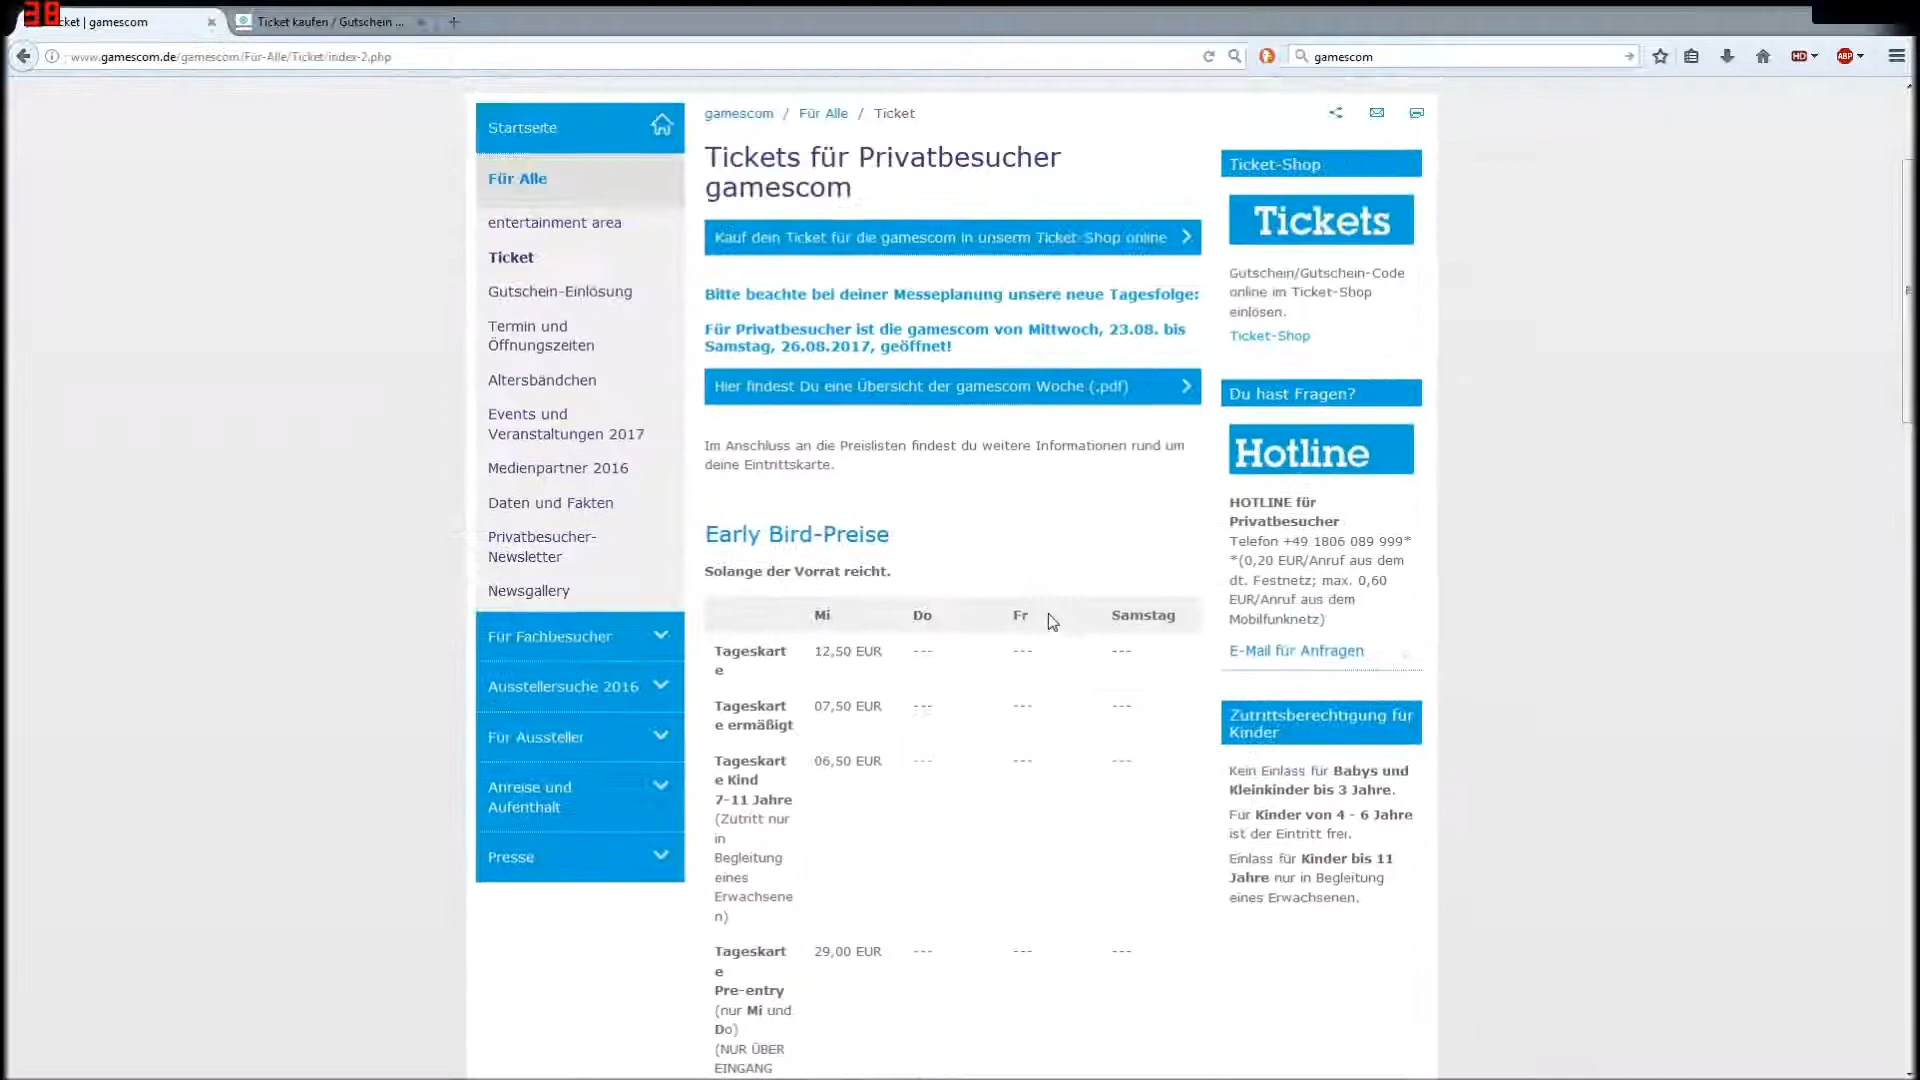 38
ket | gamescom
Ticket kaufen / Gutschein ...
www.gamescom.de/gamescom/Für-Alle/Ticket/index-2.php
gamescom
HD
ABP
Startseite
Für Alle
entertainment area
Ticket
Gutschein-Einlösung
Termin und
Öffnungszeiten
Altersbändchen
Events und
Veranstaltungen 2017
Medienpartner 2016
Daten und Fakten
Privatbesucher-
Newsletter
Newsgallery
Für Fachbesucher
Ausstellersuche 2016
Für Aussteller
Anreise und
Aufenthalt
Presse
gamescom / Für Alle / Ticket
Tickets für Privatbesucher
gamescom
Kauf dein Ticket für die gamescom in unserm Ticket-Shop online
Bitte beachte bei deiner Messeplanung unsere neue Tagesfolge:
Für Privatbesucher ist die gamescom von Mittwoch, 23.08. bis
Samstag, 26.08.2017, geöffnet!
Hier findest Du eine Übersicht der gamescom Woche (.pdf)
Im Anschluss an die Preislisten findest du weitere Informationen rund um
deine Eintrittskarte.
Early Bird-Preise
Solange der Vorrat reicht.
Mi Do Fr Samstag
Tageskart 12,50 EUR --- --- ---
e
Tageskart 07,50 EUR --- --- ---
e ermäßigt
Tageskart 06,50 EUR --- --- ---
e Kind
7-11 Jahre
(Zutritt nur
in
Begleitung
eines
Erwachsene
n)
Tageskart 29,00 EUR --- --- ---
e
Pre-entry
(nur Mi und
Do)
(NUR ÜBER
EINGANG
Ticket-Shop
Tickets
Gutschein/Gutschein-Code
online im Ticket-Shop
einlösen.
Ticket-Shop
Du hast Fragen?
Hotline
HOTLINE für
Privatbesucher
Telefon +49 1806 089 999*
*(0,20 EUR/Anruf aus dem
dt. Festnetz; max. 0,60
EUR/Anruf aus dem
Mobilfunknetz)
E-Mail für Anfragen
Zutrittsberechtigung für
Kinder
Kein Einlass für Babys und
Kleinkinder bis 3 Jahre.
Für Kinder von 4 - 6 Jahre
ist der Eintritt frei.
Einlass für Kinder bis 11
Jahre nur in Begleitung
eines Erwachsenen.